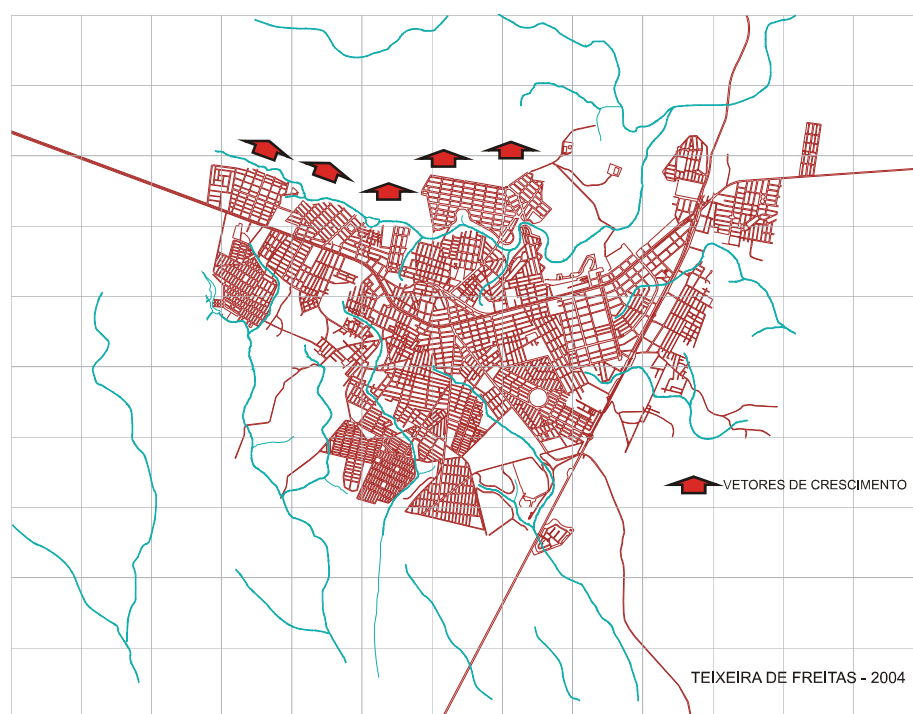 VETORES DE CRESCIMENTO
TEIXEIRA DE FREITAS - 2004